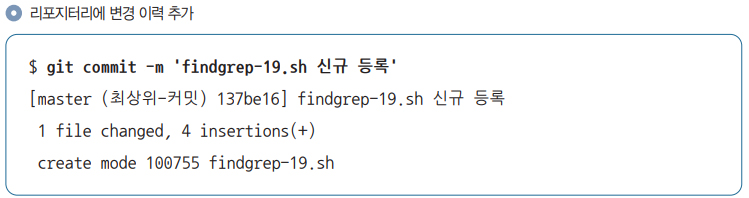 리포지터리에 변경 이력 추가
$ git commit -m 'findgrep-19.sh 신규 등록'
[master (최상위-커밋) 137be16] findgrep-19.sh 신규 등록
1 file changed, 4 insertions(+)
create mode 100755 findgrep-19.sh